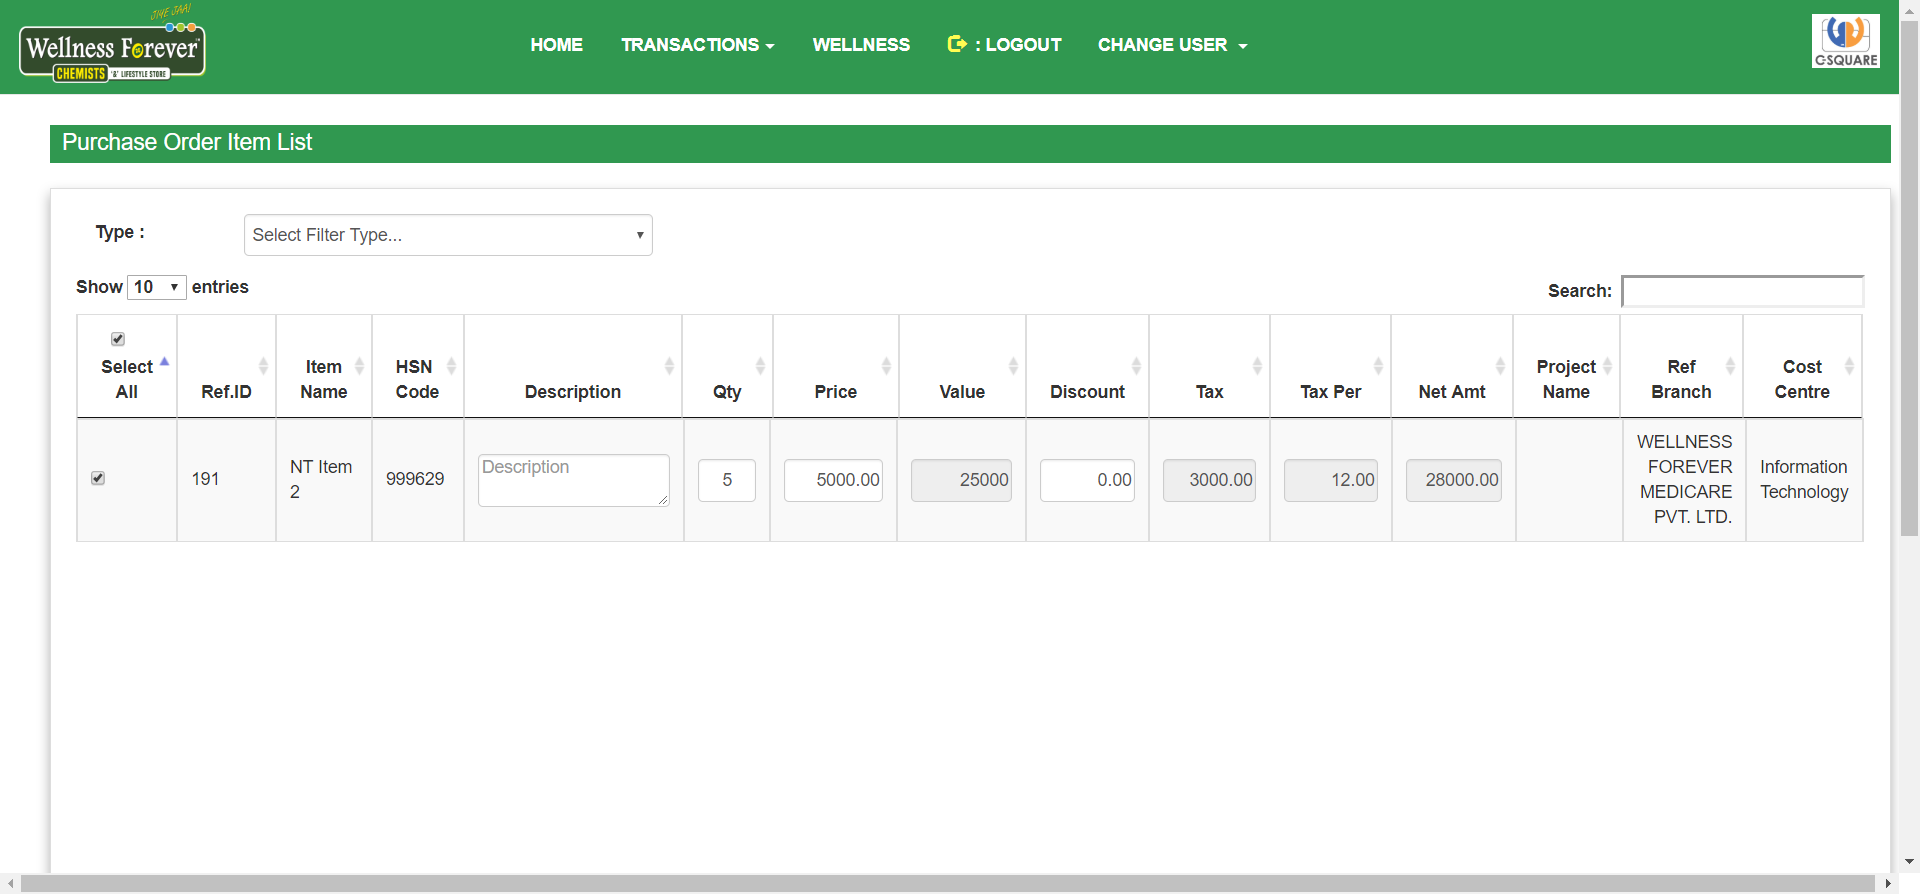 JIYE JAAI
Wellness Forever
CHEMISTS '&' LIFESTYLE STORE
HOME TRANSACTIONS WELLNESS : LOGOUT CHANGE USER
C-SQUARE
Purchase Order Item List
Type : Select Filter Type...
Show 10 entries
Search:
Select All Ref.ID Item Name HSN Code Description Qty Price Value Discount Tax Tax Per Net Amt Project Name Ref Branch Cost Centre
191 NT Item 2 999629 Description 5 5000.00 25000 0.00 3000.00 12.00 28000.00 WELLNESS FOREVER MEDICARE PVT. LTD. Information Technology